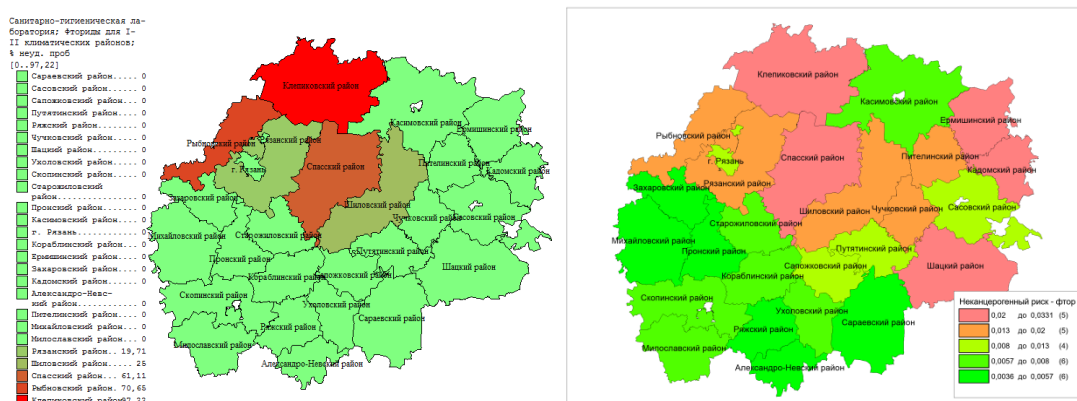 Санитарно-гигиеническая ла-
боратория; Фториды для I-
II климатических районов;
% неуд. проб
[0..97,22]
Сараевский район..... 0
Сасовский район...... 0
Сапожковский район... 0
Путятинский район.... 0
Ряжский район........ 0
Чучковский район..... 0
Шацкий район......... 0
Ухоловский район..... 0
Скопинский район..... 0
Старожиловский
район................ 0
Пронский район....... 0
Касимовский район.... 0
г. Рязань............ 0
Кораблинский район... 0
Ермишинский район.... 0
Захаровский район.... 0
Кадомский район...... 0
Александро-Невс-
кий район............ 0
Пителинский район.... 0
Михайловский район... 0
Милославский район... 0
Рязанский район.. 19,71
Шиловский район..... 25
Спасский район... 61,11
Рыбновский район. 70,65
Клепиковский район97,22
Клепиковский район
Касимовский район
Ермишинский район
Рыбновский район
Рязанский район
г. Рязань
Спасский район
Пителинский район
Кадомский район
Захаровский район
Шиловский район
Чучковский район
Сасовский район
Михайловский район
Старожиловский район
Пронский район
Путятинский район
Шацкий район
Кораблинский район
Сапожковский район
Скопинский район
Ухоловский район
Сараевский район
Ряжский район
Милославский район
Александро-Невский район
Клепиковский район
Касимовский район
Ермишинский район
Рыбновский район
г. Рязань
Спасский район
Пителинский район
Кадомский район
Захаровский район
Рязанский район
Шиловский район
Чучковский район
Сасовский район
Старожиловский район
Михайловский район
Пронский район
Путятинский район
Сапожковский район
Шацкий район
Кораблинский район
Скопинский район
Ухоловский район
Сараевский район
Ряжский район
Милославский район
Александро-Невский район
Неканцерогенный риск - фтор
0,02 до 0,0331 (5)
0,013 до 0,02 (5)
0,008 до 0,013 (4)
0,0057 до 0,008 (6)
0,0036 до 0,0057 (6)